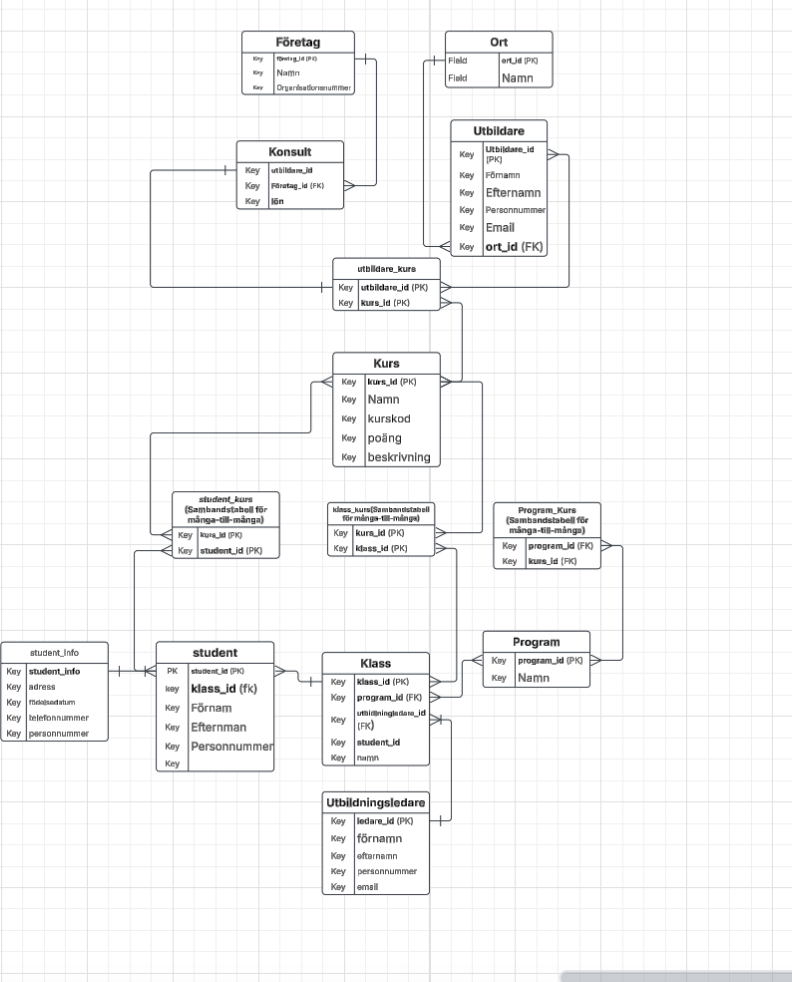 Företag
Key företag_id (PK)
Key Namn
Key Organisationsnummer
Ort
Field ort_id (PK)
Field Namn
Utbildare
Key Utbildare_id
(PK)
Key Förnamn
Key Efternamn
Key Personnummer
Key Email
Key ort_id (FK)
Konsult
Key utbildare_id
Key Företag_id (FK)
Key lön
utbildare_kurs
Key utbildare_id (PK)
Key kurs_id (PK)
Kurs
Key kurs_id (PK)
Key Namn
Key kurskod
Key poäng
Key beskrivning
student_kurs
(Sambandstabell för
många-till-många)
Key kurs_id (PK)
Key student_id (PK)
klass_kurs(Sambandstabell
för många-till-många)
Key kurs_id (PK)
Key klass_id (PK)
Program_Kurs
(Sambandstabell för
många-till-många)
Key program_id (FK)
Key kurs_id (FK)
student_info
Key student_info
Key adress
Key födelsedatum
Key telefonnummer
Key personnummer
student
PK student_id (PK)
key klass_id (fk)
Key Förnam
Key Efternman
Key Personnummer
Key
Klass
Key klass_id (PK)
Key program_id (FK)
Key utbildningledare_id
(FK)
Key student_id
Key namn
Program
Key program_id (PK)
Key Namn
Utbildningsledare
Key ledare_id (PK)
Key förnamn
Key efternamn
Key personnummer
Key email